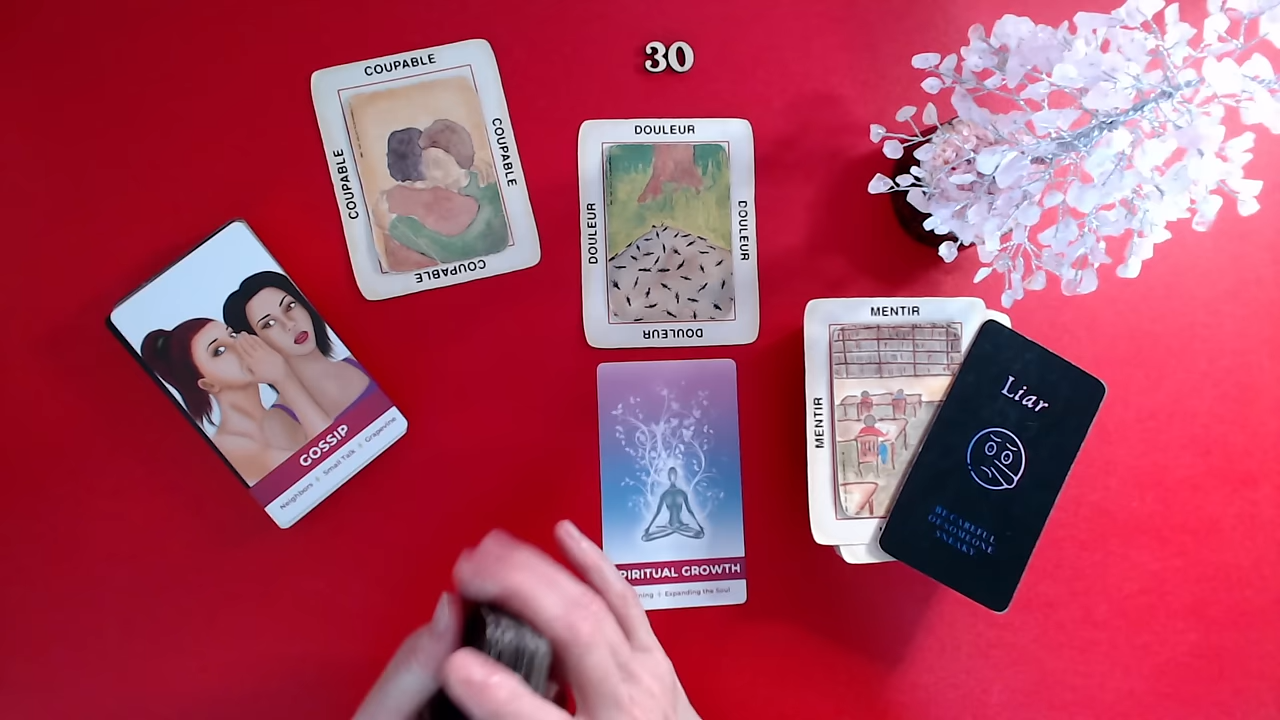 30
COUPABLE
COUPABLE
COUPABLE
COUPABLE
DOULEUR
DOULEUR
DOULEUR
DOULEUR
GOSSIP
Neighbors Small Talk Grapevine
PIRITUAL GROWTH
Expanding the Soul
MENTIR
MENTIR
Liar
BE CAREFUL
OF SOMEONE
SNEAKY